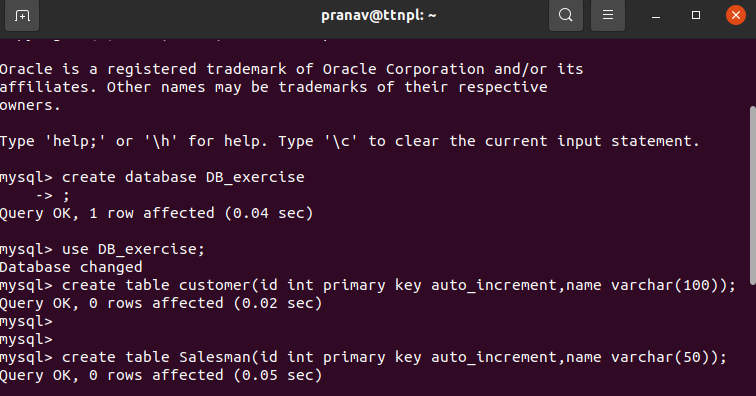 pranav@ttnpl: ~
Oracle is a registered trademark of Oracle Corporation and/or its
affiliates. Other names may be trademarks of their respective
owners.
Type 'help;' or '\h' for help. Type '\c' to clear the current input statement.
mysql> create database DB_exercise
    -> ;
Query OK, 1 row affected (0.04 sec)
mysql> use DB_exercise;
Database changed
mysql> create table customer(id int primary key auto_increment,name varchar(100));
Query OK, 0 rows affected (0.02 sec)
mysql>
mysql>
mysql> create table Salesman(id int primary key auto_increment,name varchar(50));
Query OK, 0 rows affected (0.05 sec)